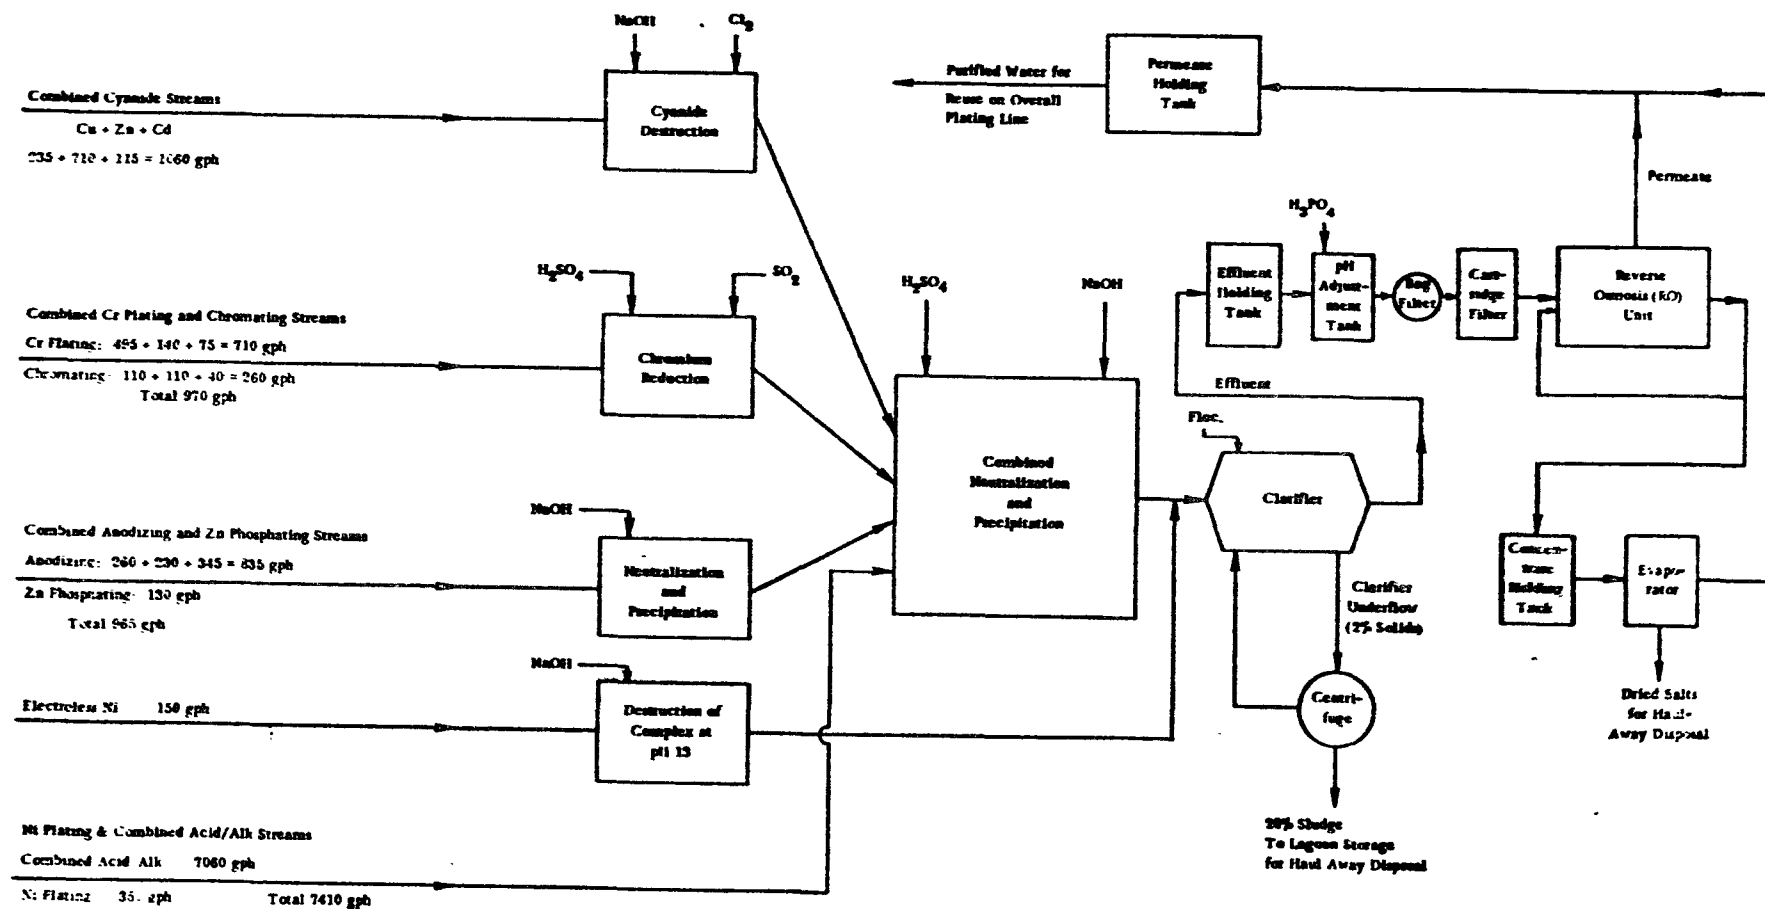 NaOH
Cl2
Combined Cyanide Streams
Cu + Zn + Cd
235 + 710 + 115 = 1060 gph
Cyanide
Destruction
Purified Water for
Reuse on Overall
Plating Line
Permease
Holding
Tank
Permeate
H2SO4
SO2
Combined Cr Plating and Chromating Streams
Cr Plating: 495 + 140 + 75 = 710 gph
Chromating: 110 + 110 + 40 = 260 gph
Total 970 gph
Chromium
Reduction
H2SO4
NaOH
Combined
Neutralization
and
Precipitation
H3PO4
Effluent
Holding
Tank
pH
Adjust-
ment
Tank
Bag
Filter
Cart-
ridge
Filter
Reverse
Osmosis (RO)
Unit
Effluent
Floc.
Clarifier
NaOH
Combined Anodizing and Zn Phosphating Streams
Anodizing: 260 + 230 + 345 = 835 gph
Zn Phosphating: 130 gph
Total 965 gph
Neutralization
and
Precipitation
Clarifier
Underflow
(2% Solids)
Concen-
trate
Holding
Tank
Evapo-
rator
NaOH
Electroless Ni 150 gph
Destruction of
Complex at
pH 13
Centri-
fuge
Dried Salts
for Haul-
Away Disposal
20% Sludge
To Lagoon Storage
for Haul Away Disposal
Ni Plating & Combined Acid/Alk Streams
Combined Acid Alk 7060 gph
Ni Plating gph Total 7410 gph